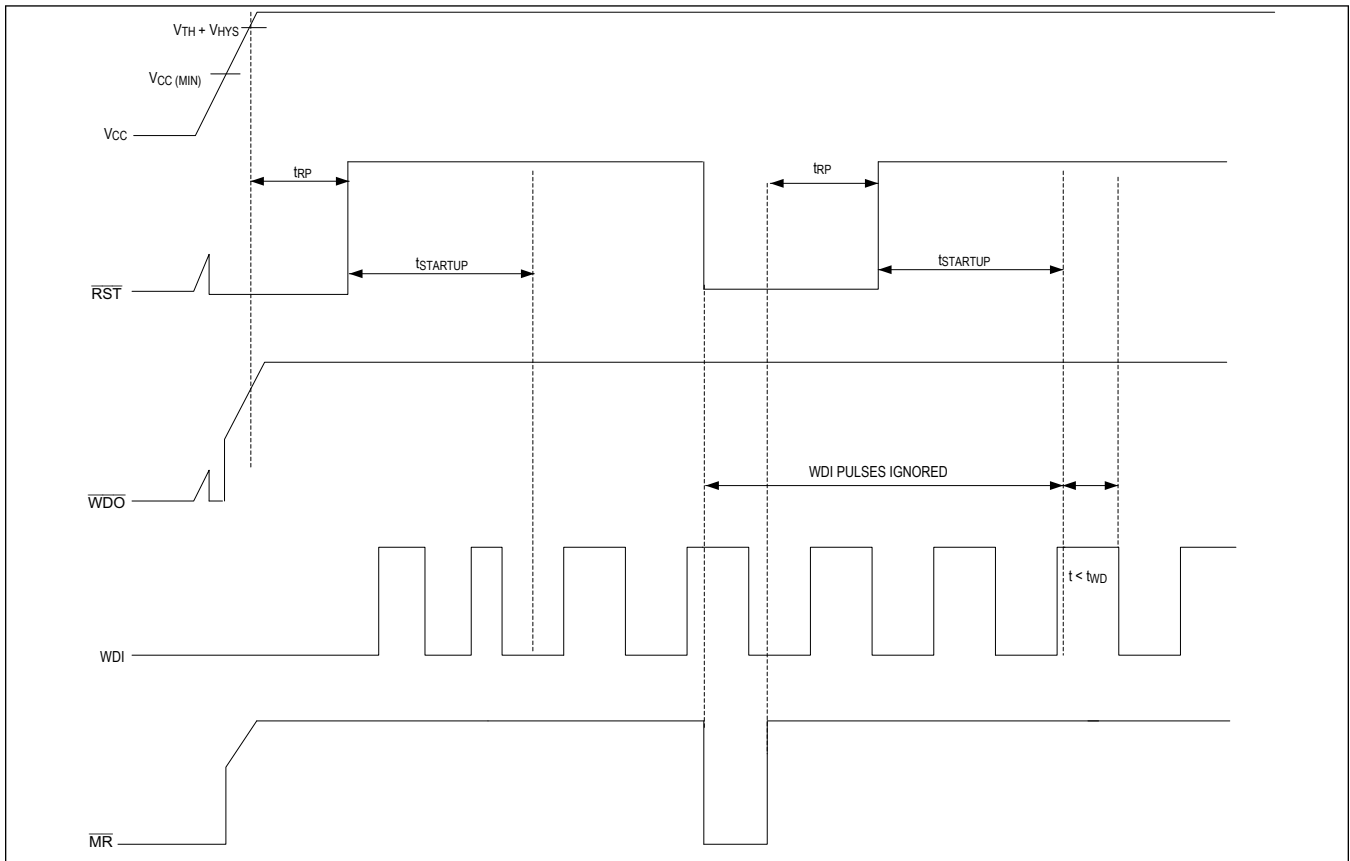 VTH + VHYS
VCC (MIN)
VCC
tRP
tRP
tSTARTUP
tSTARTUP
RST
WDI PULSES IGNORED
WDO
t < tWD
WDI
MR